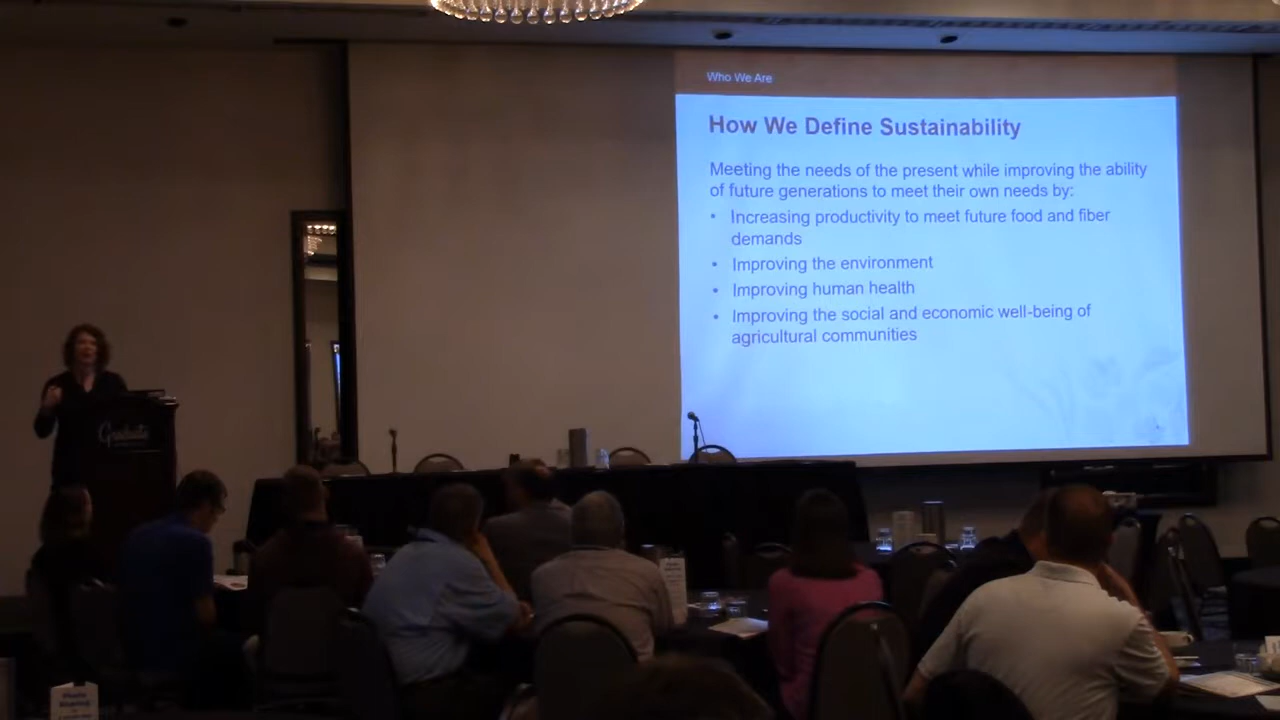 Who We Are
How We Define Sustainability
Meeting the needs of the present while improving the ability
of future generations to meet their own needs by:
• Increasing productivity to meet future food and fiber
demands
• Improving the environment
• Improving human health
• Improving the social and economic well-being of
agricultural communities
Graduate